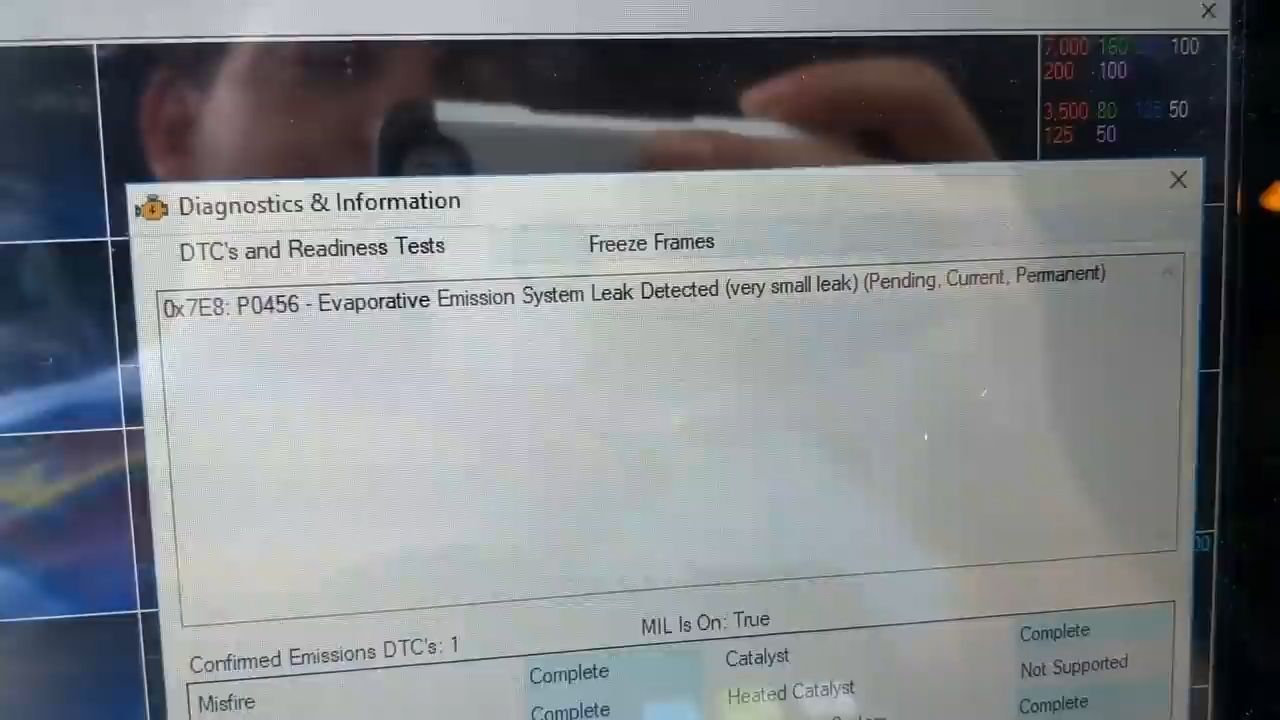 7,000 160 100
200 100
3,500 80 125 50
125 50
Diagnostics & Information
DTC's and Readiness Tests Freeze Frames
0x7E8: P0456 - Evaporative Emission System Leak Detected (very small leak) (Pending, Current, Permanent)
Confirmed Emissions DTC's: 1 MIL Is On: True
Misfire Complete Catalyst Complete
Complete Heated Catalyst Not Supported
Complete